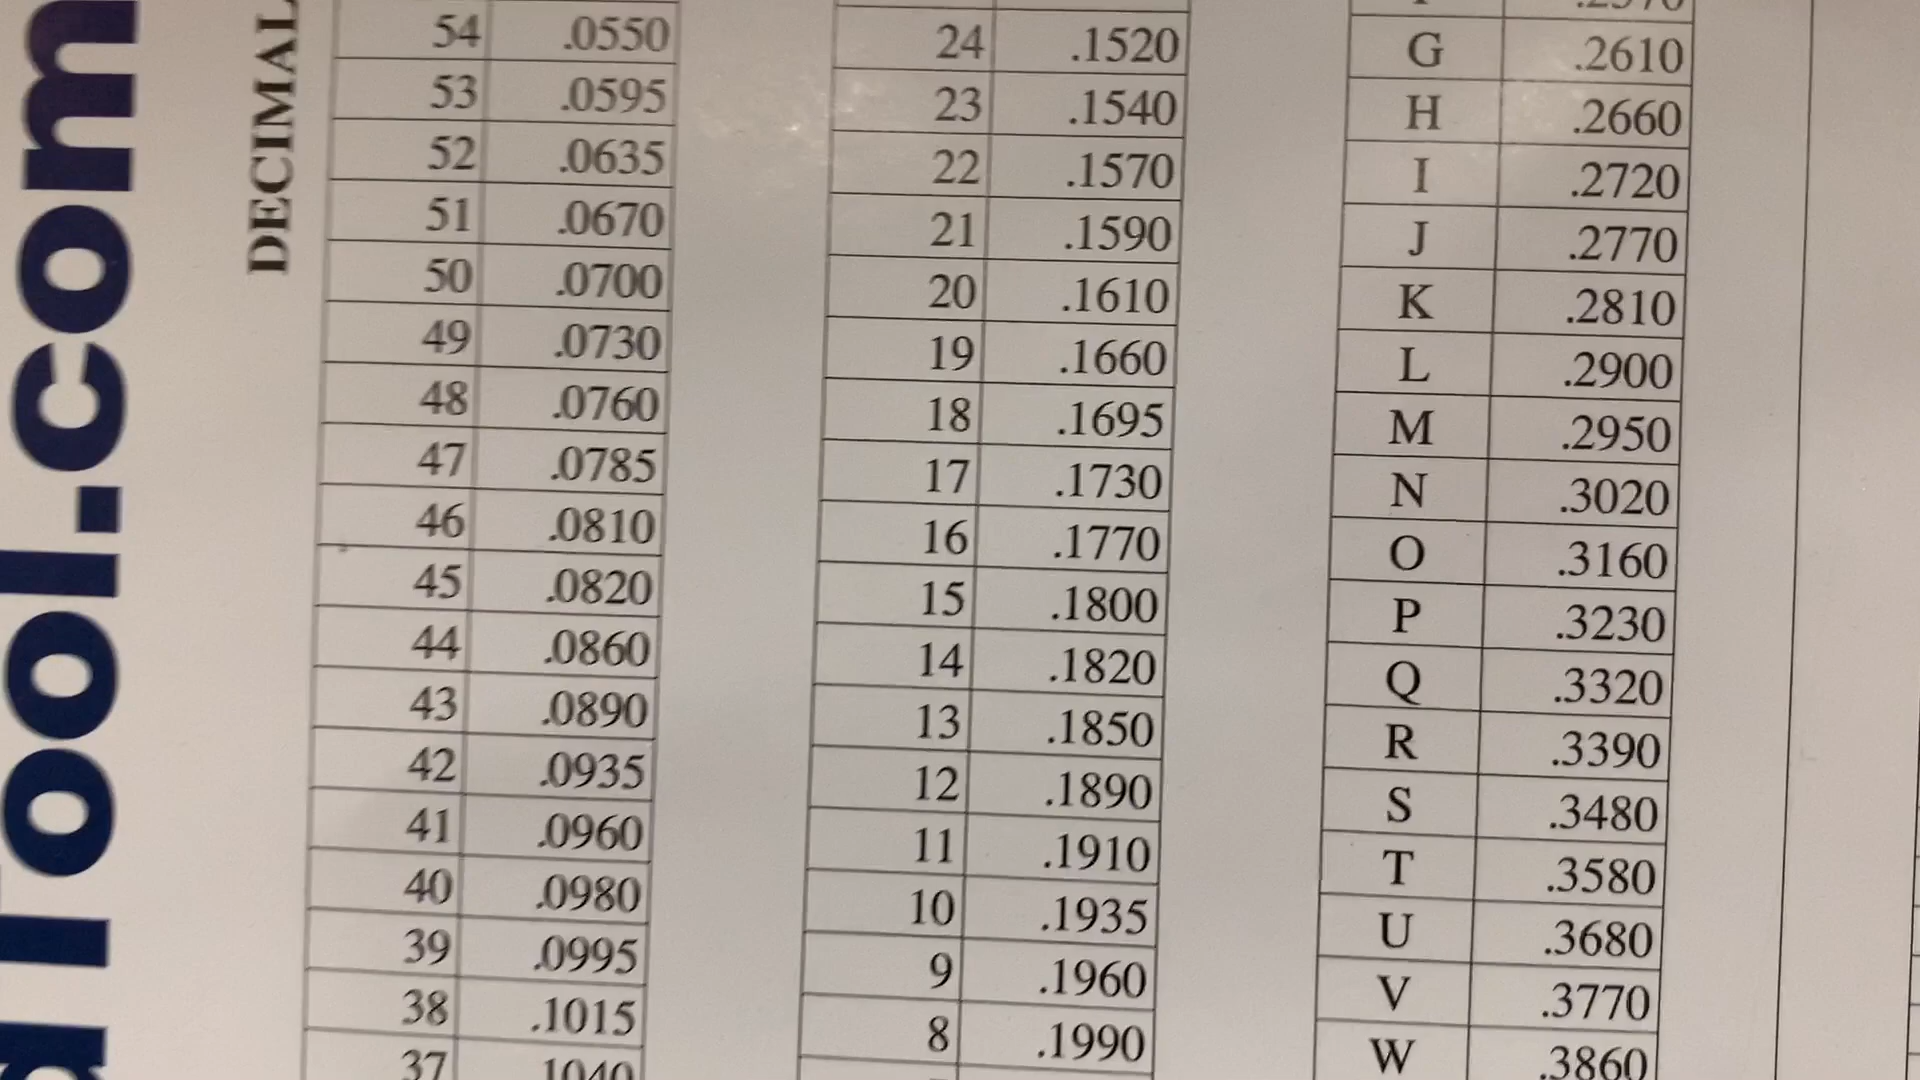 Tool.com
DECIMAL
54 .0550
53 .0595
52 .0635
51 .0670
50 .0700
49 .0730
48 .0760
47 .0785
46 .0810
45 .0820
44 .0860
43 .0890
42 .0935
41 .0960
40 .0980
39 .0995
38 .1015
37 .1040
24 .1520
23 .1540
22 .1570
21 .1590
20 .1610
19 .1660
18 .1695
17 .1730
16 .1770
15 .1800
14 .1820
13 .1850
12 .1890
11 .1910
10 .1935
9 .1960
8 .1990
G .2610
H .2660
I .2720
J .2770
K .2810
L .2900
M .2950
N .3020
O .3160
P .3230
Q .3320
R .3390
S .3480
T .3580
U .3680
V .3770
W .3860